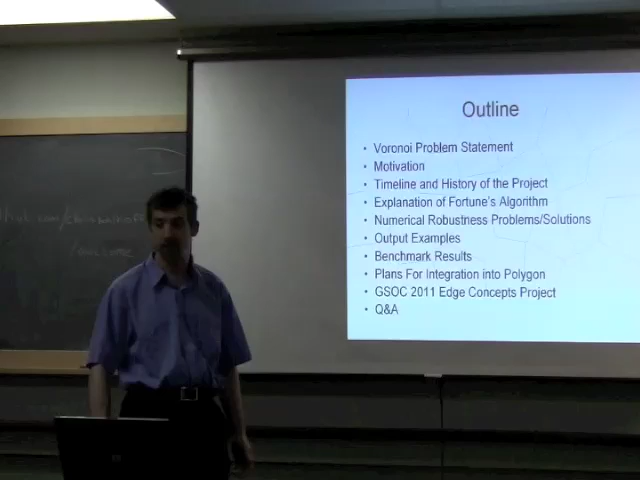 Outline
• Voronoi Problem Statement
• Motivation
• Timeline and History of the Project
• Explanation of Fortune's Algorithm
• Numerical Robustness Problems/Solutions
• Output Examples
• Benchmark Results
• Plans For Integration into Polygon
• GSOC 2011 Edge Concepts Project
• Q&A